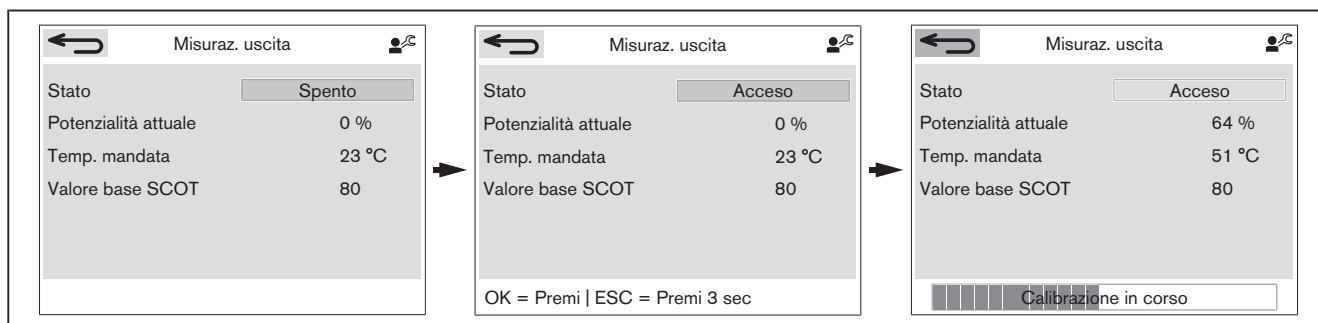 Misuraz. uscita
Stato Spento
Potenzialità attuale 0 %
Temp. mandata 23 °C
Valore base SCOT 80
Misuraz. uscita
Stato Acceso
Potenzialità attuale 0 %
Temp. mandata 23 °C
Valore base SCOT 80
OK = Premi | ESC = Premi 3 sec
Misuraz. uscita
Stato Acceso
Potenzialità attuale 64 %
Temp. mandata 51 °C
Valore base SCOT 80
Calibrazione in corso